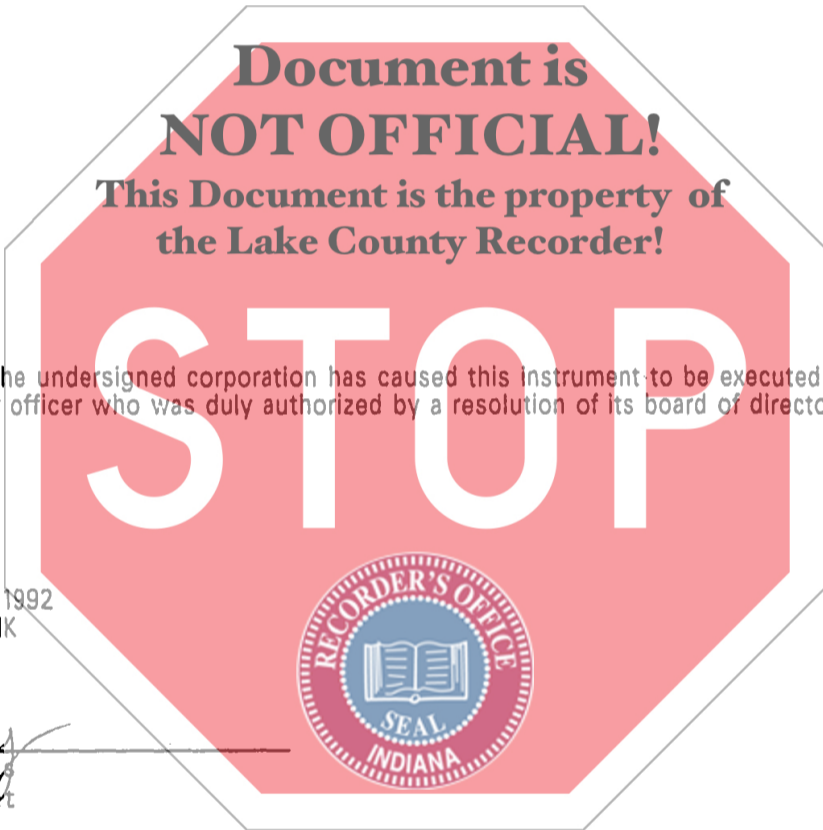 Document is
NOT OFFICIAL!
This Document is the property of
the Lake County Recorder!
STOP
he undersigned corporation has caused this instrument to be executed
officer who was duly authorized by a resolution of its board of directo
1992
K
RECORDER'S OFFICE
SEAL
INDIANA
s
t